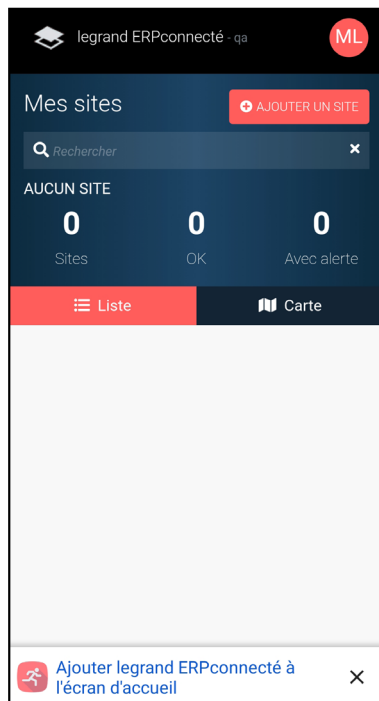 legrand ERPconnecté - qa
ML
Mes sites
AJOUTER UN SITE
Rechercher
AUCUN SITE
0 0 0
Sites OK Avec alerte
Liste Carte
Ajouter legrand ERPconnecté à
l'écran d'accueil